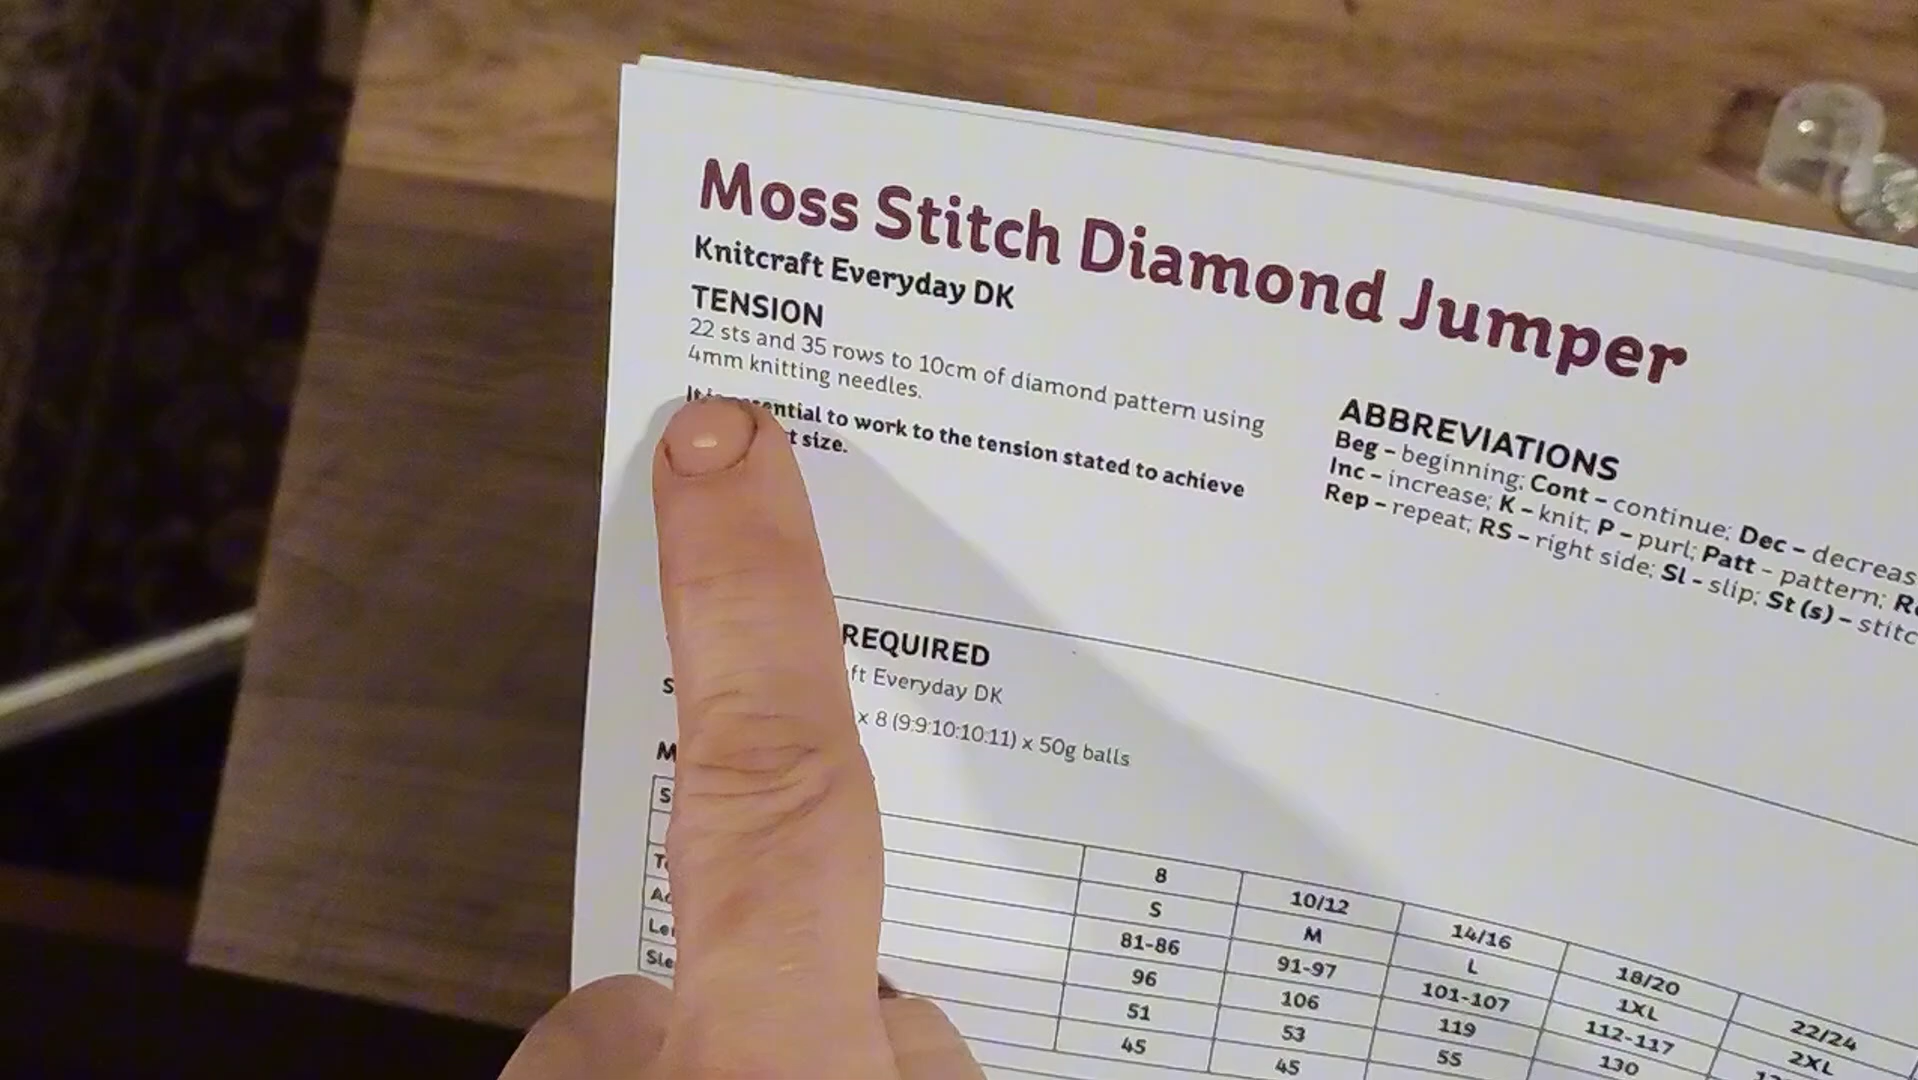 Moss Stitch Diamond Jumper
Knitcraft Everyday DK
TENSION
22 sts and 35 rows to 10cm of diamond pattern using
4mm knitting needles.
It to work to the tension stated to achieve
size.
ABBREVIATIONS
Beg – beginning; Cont – continue; Dec –
Inc – increase; K – knit; P – purl; Patt – pattern;
Rep – repeat; RS – right side; Sl – slip; St (s) –
REQUIRED
Everyday DK
x 8 (9:9:10:10:11) x 50g balls
8 10/12 14/16 18/20 22/24
S M L 1XL 2XL
81-86 91-97 101-107 112-117
96 106 119 130
51 53 55
45 45